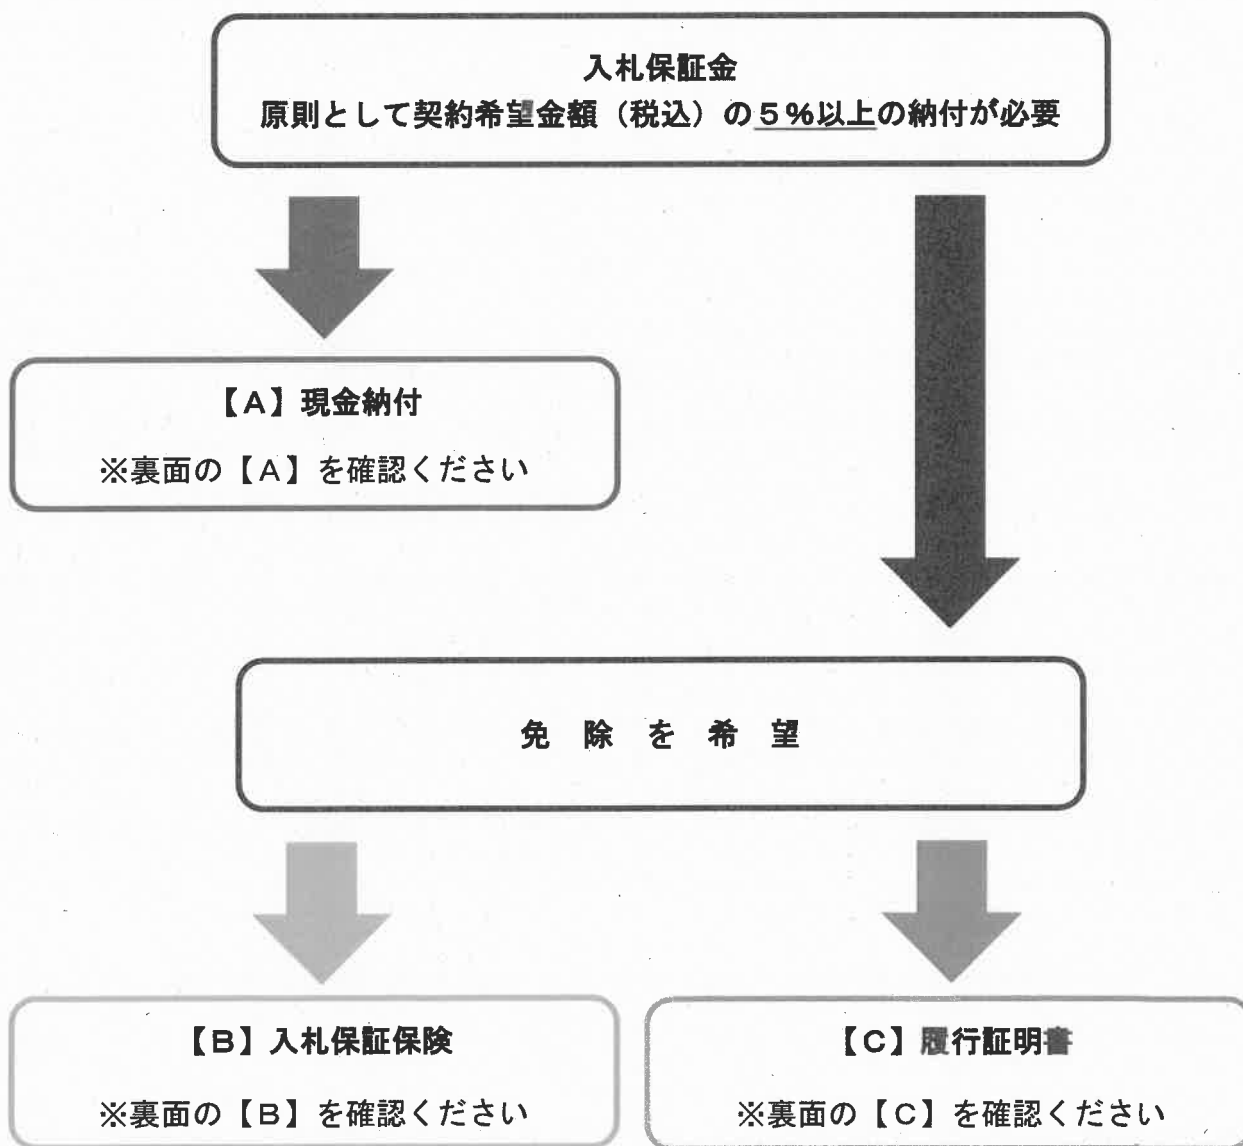 入札保証金
原則として契約希望金額（税込）の５％以上の納付が必要
【Ａ】現金納付
※裏面の【Ａ】を確認ください
免 除 を 希 望
【Ｂ】入札保証保険
※裏面の【Ｂ】を確認ください
【Ｃ】履行証明書
※裏面の【Ｃ】を確認ください